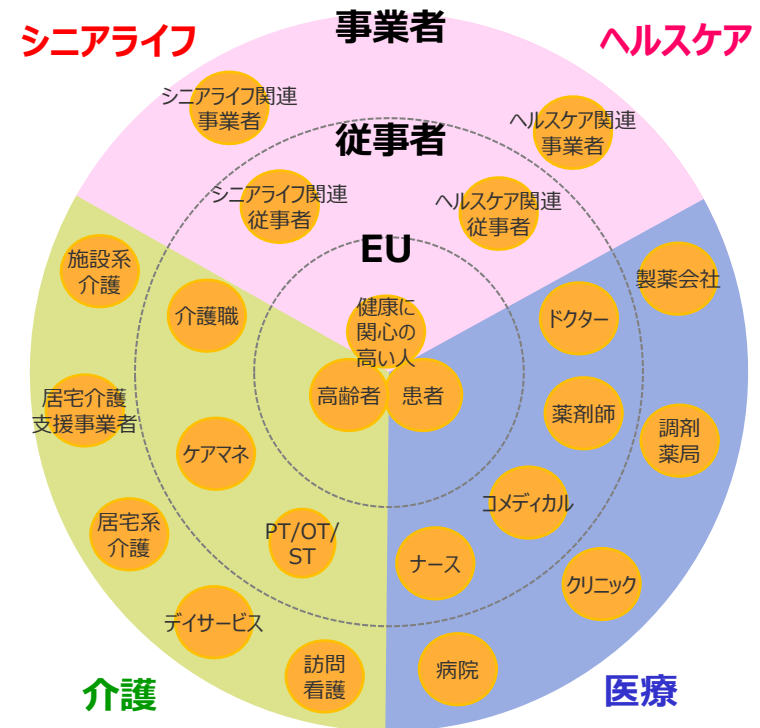 シニアライフ
事業者
ヘルスケア
シニアライフ関連
事業者
ヘルスケア関連
事業者
従事者
シニアライフ関連
従事者
ヘルスケア関連
従事者
EU
施設系
介護
製薬会社
介護職
健康に
関心の
高い人
ドクター
高齢者
患者
居宅介護
支援事業者
薬剤師
調剤
薬局
ケアマネ
コメディカル
居宅系
介護
PT/OT/
ST
ナース
クリニック
デイサービス
訪問
看護
病院
介護
医療